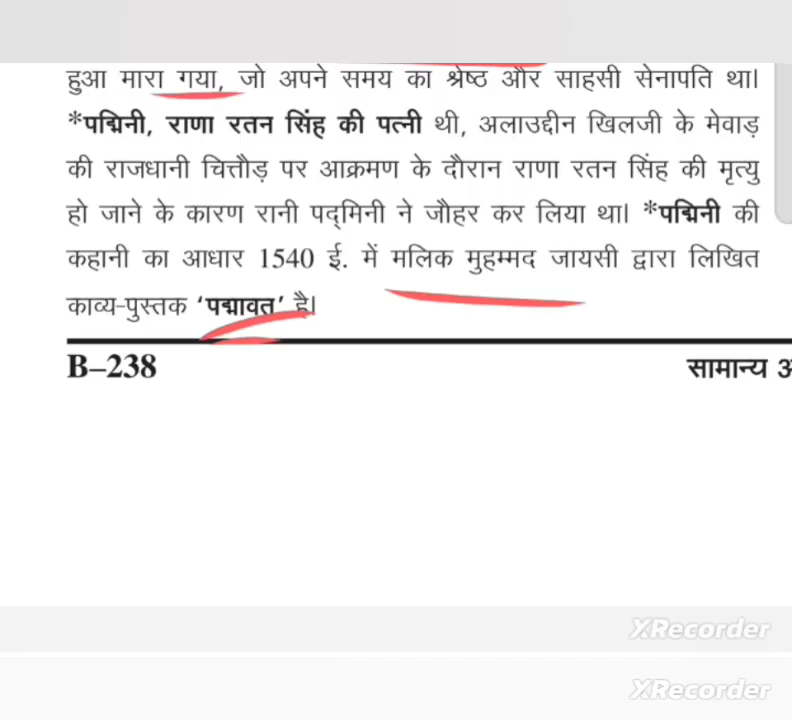 हुआ मारा गया, जो अपने समय का श्रेष्ठ और साहसी सेनापति था।
*पद्मिनी, राणा रतन सिंह की पत्नी थी, अलाउद्दीन खिलजी के मेवाड़
की राजधानी चित्तौड़ पर आक्रमण के दौरान राणा रतन सिंह की मृत्यु
हो जाने के कारण रानी पद्मिनी ने जौहर कर लिया था। *पद्मिनी की
कहानी का आधार 1540 ई. में मलिक मुहम्मद जायसी द्वारा लिखित
काव्य-पुस्तक ‘पद्मावत’ है।
B–238
सामान्य अ
XRecorder
XRecorder